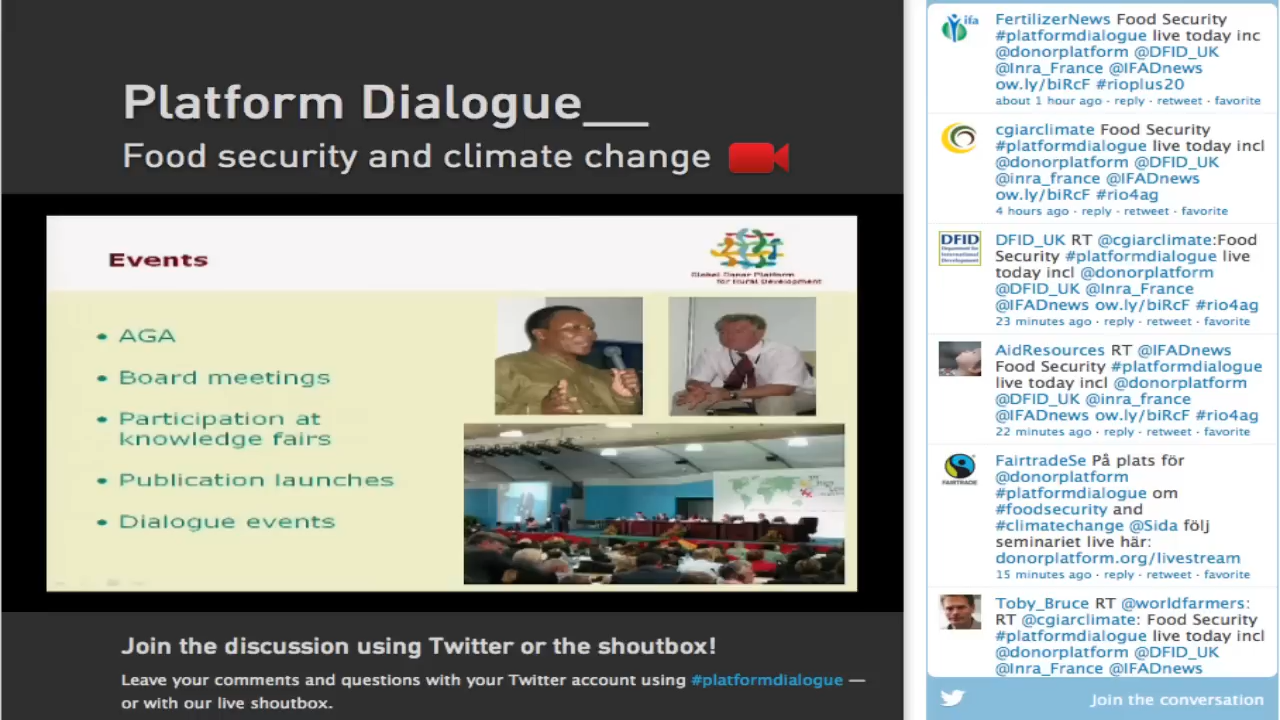 Platform Dialogue__
Food security and climate change
Events
Global Donor Platform
for Rural Development
• AGA
• Board meetings
• Participation at
knowledge fairs
• Publication launches
• Dialogue events
Join the discussion using Twitter or the shoutbox!
Leave your comments and questions with your Twitter account using #platformdialogue —
or with our live shoutbox.
ifa
FertilizerNews Food Security
#platformdialogue live today inc
@donorplatform @DFID_UK
@Inra_France @IFADnews
ow.ly/biRcF #rioplus20
about 1 hour ago · reply · retweet · favorite
cgiarclimate Food Security
#platformdialogue live today incl
@donorplatform @DFID_UK
@inra_france @IFADnews
ow.ly/biRcF #rio4ag
4 hours ago · reply · retweet · favorite
DFID
Department for
International
Development
DFID_UK RT @cgiarclimate:Food
Security #platformdialogue live
today incl @donorplatform
@DFID_UK @Inra_France
@IFADnews ow.ly/biRcF #rio4ag
23 minutes ago · reply · retweet · favorite
AidResources RT @IFADnews
Food Security #platformdialogue
live today incl @donorplatform
@DFID_UK @inra_france
@IFADnews ow.ly/biRcF #rio4ag
22 minutes ago · reply · retweet · favorite
FAIRTRADE
FairtradeSe På plats för
@donorplatform
#platformdialogue om
#foodsecurity and
#climatechange @Sida följ
seminariet live här:
donorplatform.org/livestream
15 minutes ago · reply · retweet · favorite
Toby_Bruce RT @worldfarmers:
RT @cgiarclimate: Food Security
#platformdialogue live today incl
@donorplatform @DFID_UK
@Inra_France @IFADnews
Join the conversation